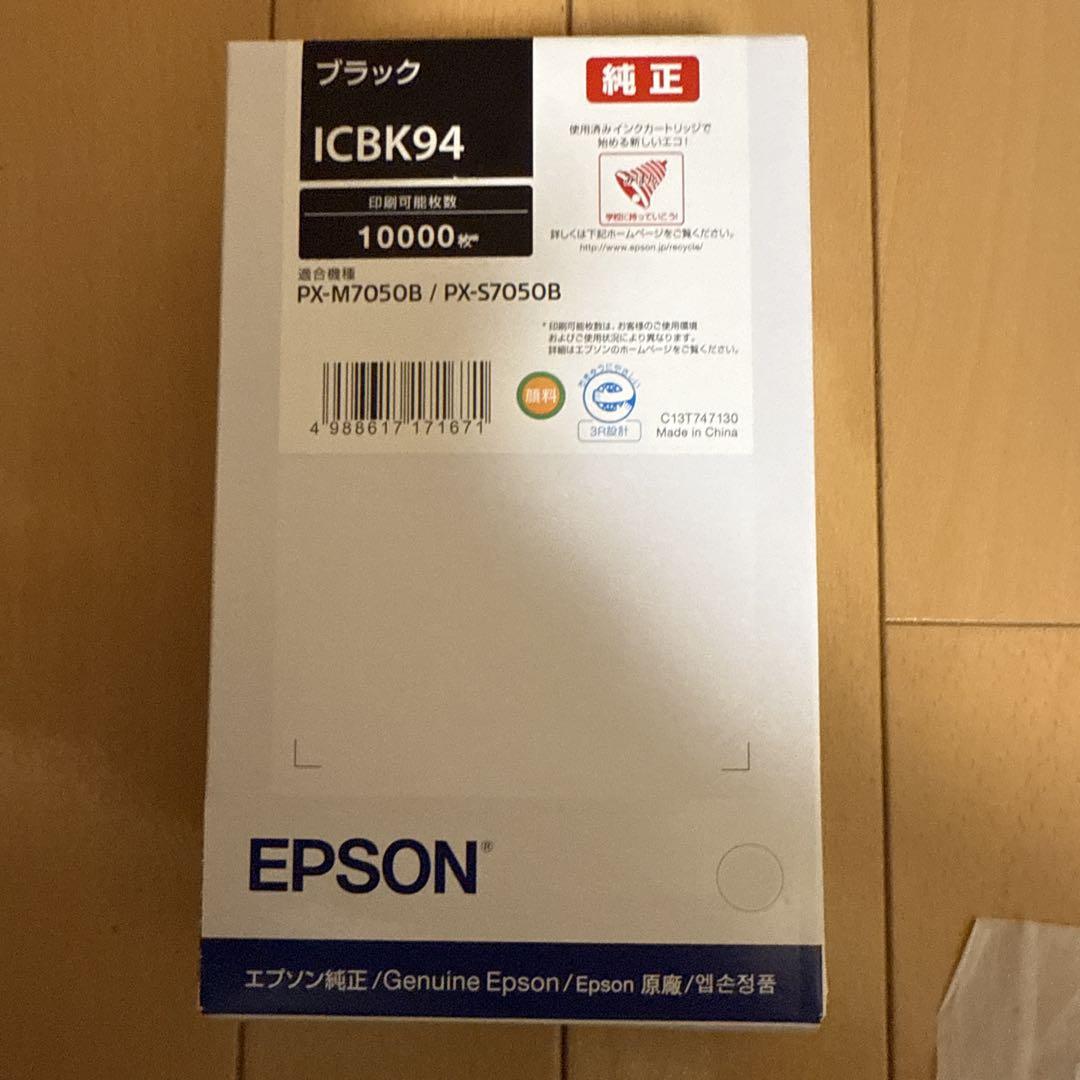 ブラック
ICBK94
印刷可能枚数
10000枚*
純正
使用済みインクカートリッジで
始める新しいエコ!
学校に持っていこう!
詳しくは下記ホームページをご覧ください。
http://www.epson.jp/recycle/
適合機種
PX-M7050B / PX-S7050B
*印刷可能枚数は、お客様のご使用環境
およびご使用状況により異なります。
詳細はエプソンのホームページをご覧ください。
4 988617 171671
顔料
3R設計
C13T747130
Made in China
EPSON®
エプソン純正/Genuine Epson/Epson 原廠/엡손정품